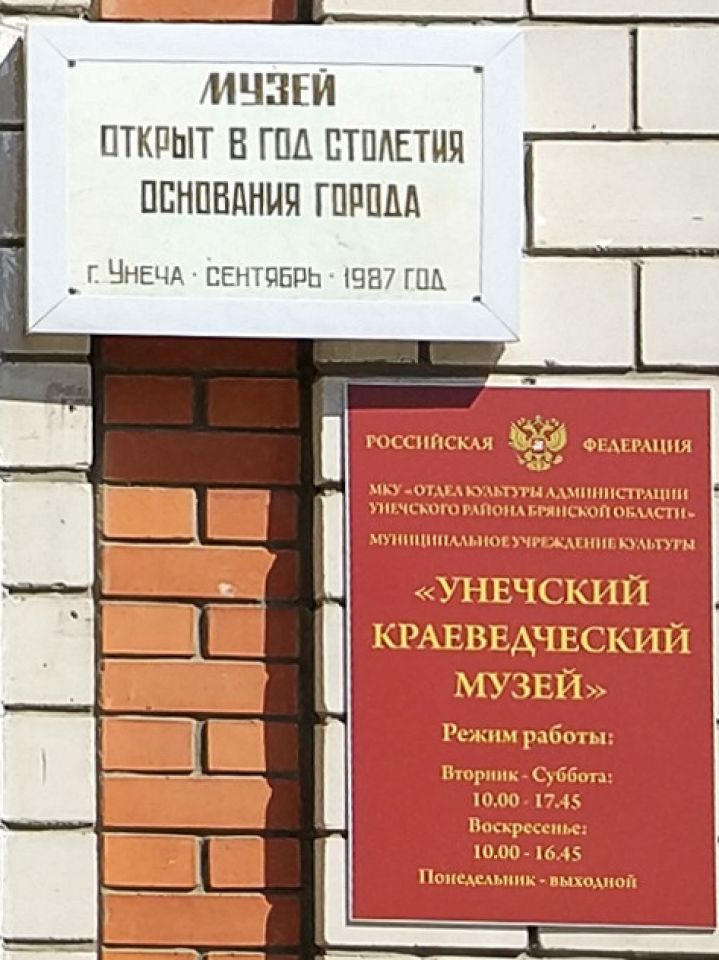 МУЗЕЙ
ОТКРЫТ В ГОД СТОЛЕТИЯ
ОСНОВАНИЯ ГОРОДА
г. УНЕЧА · СЕНТЯБРЬ · 1987 ГОД
РОССИЙСКАЯ ФЕДЕРАЦИЯ
МКУ «ОТДЕЛ КУЛЬТУРЫ АДМИНИСТРАЦИИ
УНЕЧСКОГО РАЙОНА БРЯНСКОЙ ОБЛАСТИ»
МУНИЦИПАЛЬНОЕ УЧРЕЖДЕНИЕ КУЛЬТУРЫ
«УНЕЧСКИЙ
КРАЕВЕДЧЕСКИЙ
МУЗЕЙ»
Режим работы:
Вторник - Суббота:
10.00 - 17.45
Воскресенье:
10.00 - 16.45
Понедельник - выходной